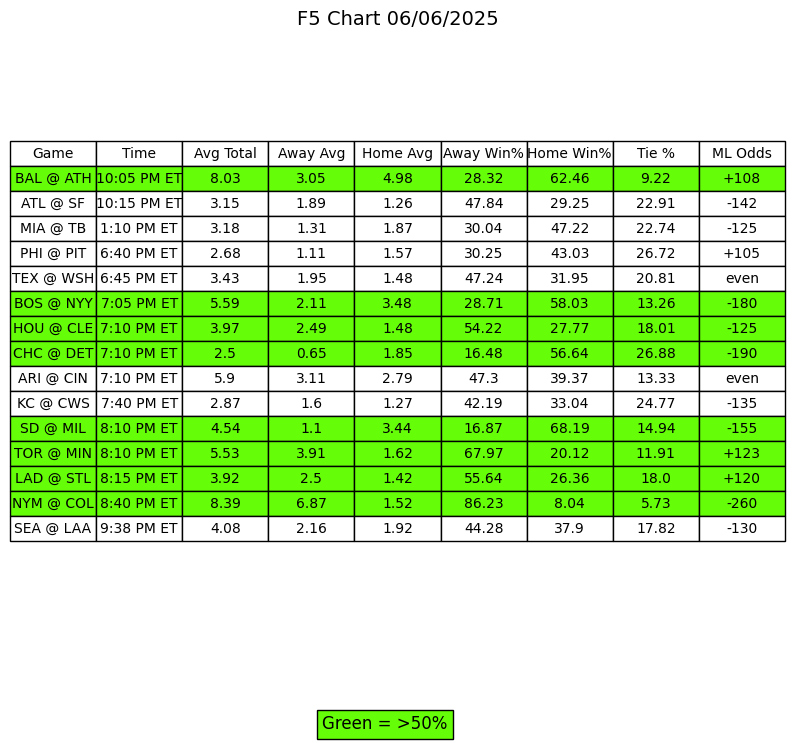 F5 Chart 06/06/2025
Game Time Avg Total Away Avg Home Avg Away Win% Home Win% Tie % ML Odds
BAL @ ATH 10:05 PM ET 8.03 3.05 4.98 28.32 62.46 9.22 +108
ATL @ SF 10:15 PM ET 3.15 1.89 1.26 47.84 29.25 22.91 -142
MIA @ TB 1:10 PM ET 3.18 1.31 1.87 30.04 47.22 22.74 -125
PHI @ PIT 6:40 PM ET 2.68 1.11 1.57 30.25 43.03 26.72 +105
TEX @ WSH 6:45 PM ET 3.43 1.95 1.48 47.24 31.95 20.81 even
BOS @ NYY 7:05 PM ET 5.59 2.11 3.48 28.71 58.03 13.26 -180
HOU @ CLE 7:10 PM ET 3.97 2.49 1.48 54.22 27.77 18.01 -125
CHC @ DET 7:10 PM ET 2.5 0.65 1.85 16.48 56.64 26.88 -190
ARI @ CIN 7:10 PM ET 5.9 3.11 2.79 47.3 39.37 13.33 even
KC @ CWS 7:40 PM ET 2.87 1.6 1.27 42.19 33.04 24.77 -135
SD @ MIL 8:10 PM ET 4.54 1.1 3.44 16.87 68.19 14.94 -155
TOR @ MIN 8:10 PM ET 5.53 3.91 1.62 67.97 20.12 11.91 +123
LAD @ STL 8:15 PM ET 3.92 2.5 1.42 55.64 26.36 18.0 +120
NYM @ COL 8:40 PM ET 8.39 6.87 1.52 86.23 8.04 5.73 -260
SEA @ LAA 9:38 PM ET 4.08 2.16 1.92 44.28 37.9 17.82 -130
Green = >50%